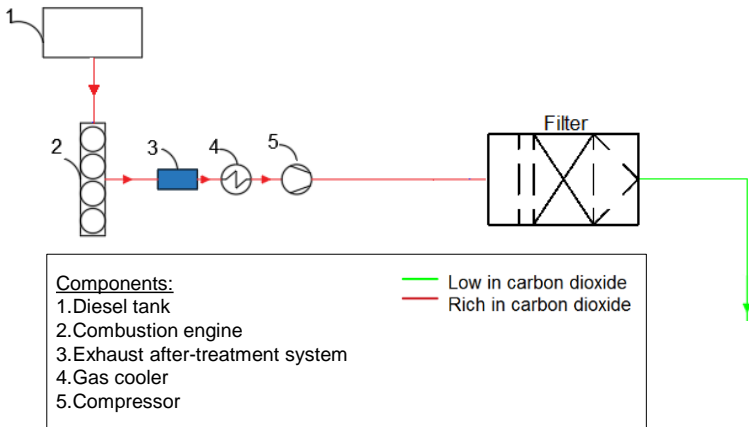 1
2
3
4
5
Filter
Components:
1.Diesel tank
2.Combustion engine
3.Exhaust after-treatment system
4.Gas cooler
5.Compressor
Low in carbon dioxide
Rich in carbon dioxide